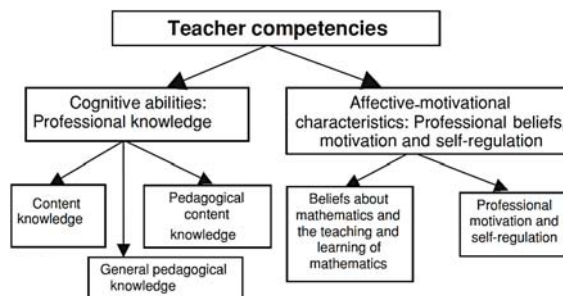 Teacher competencies
Cognitive abilities:
Professional knowledge
Affective-motivational
characteristics: Professional beliefs,
motivation and self-regulation
Content
knowledge
Pedagogical
content
knowledge
General pedagogical
knowledge
Beliefs about
mathematics and
the teaching and
learning of
mathematics
Professional
motivation and
self-regulation